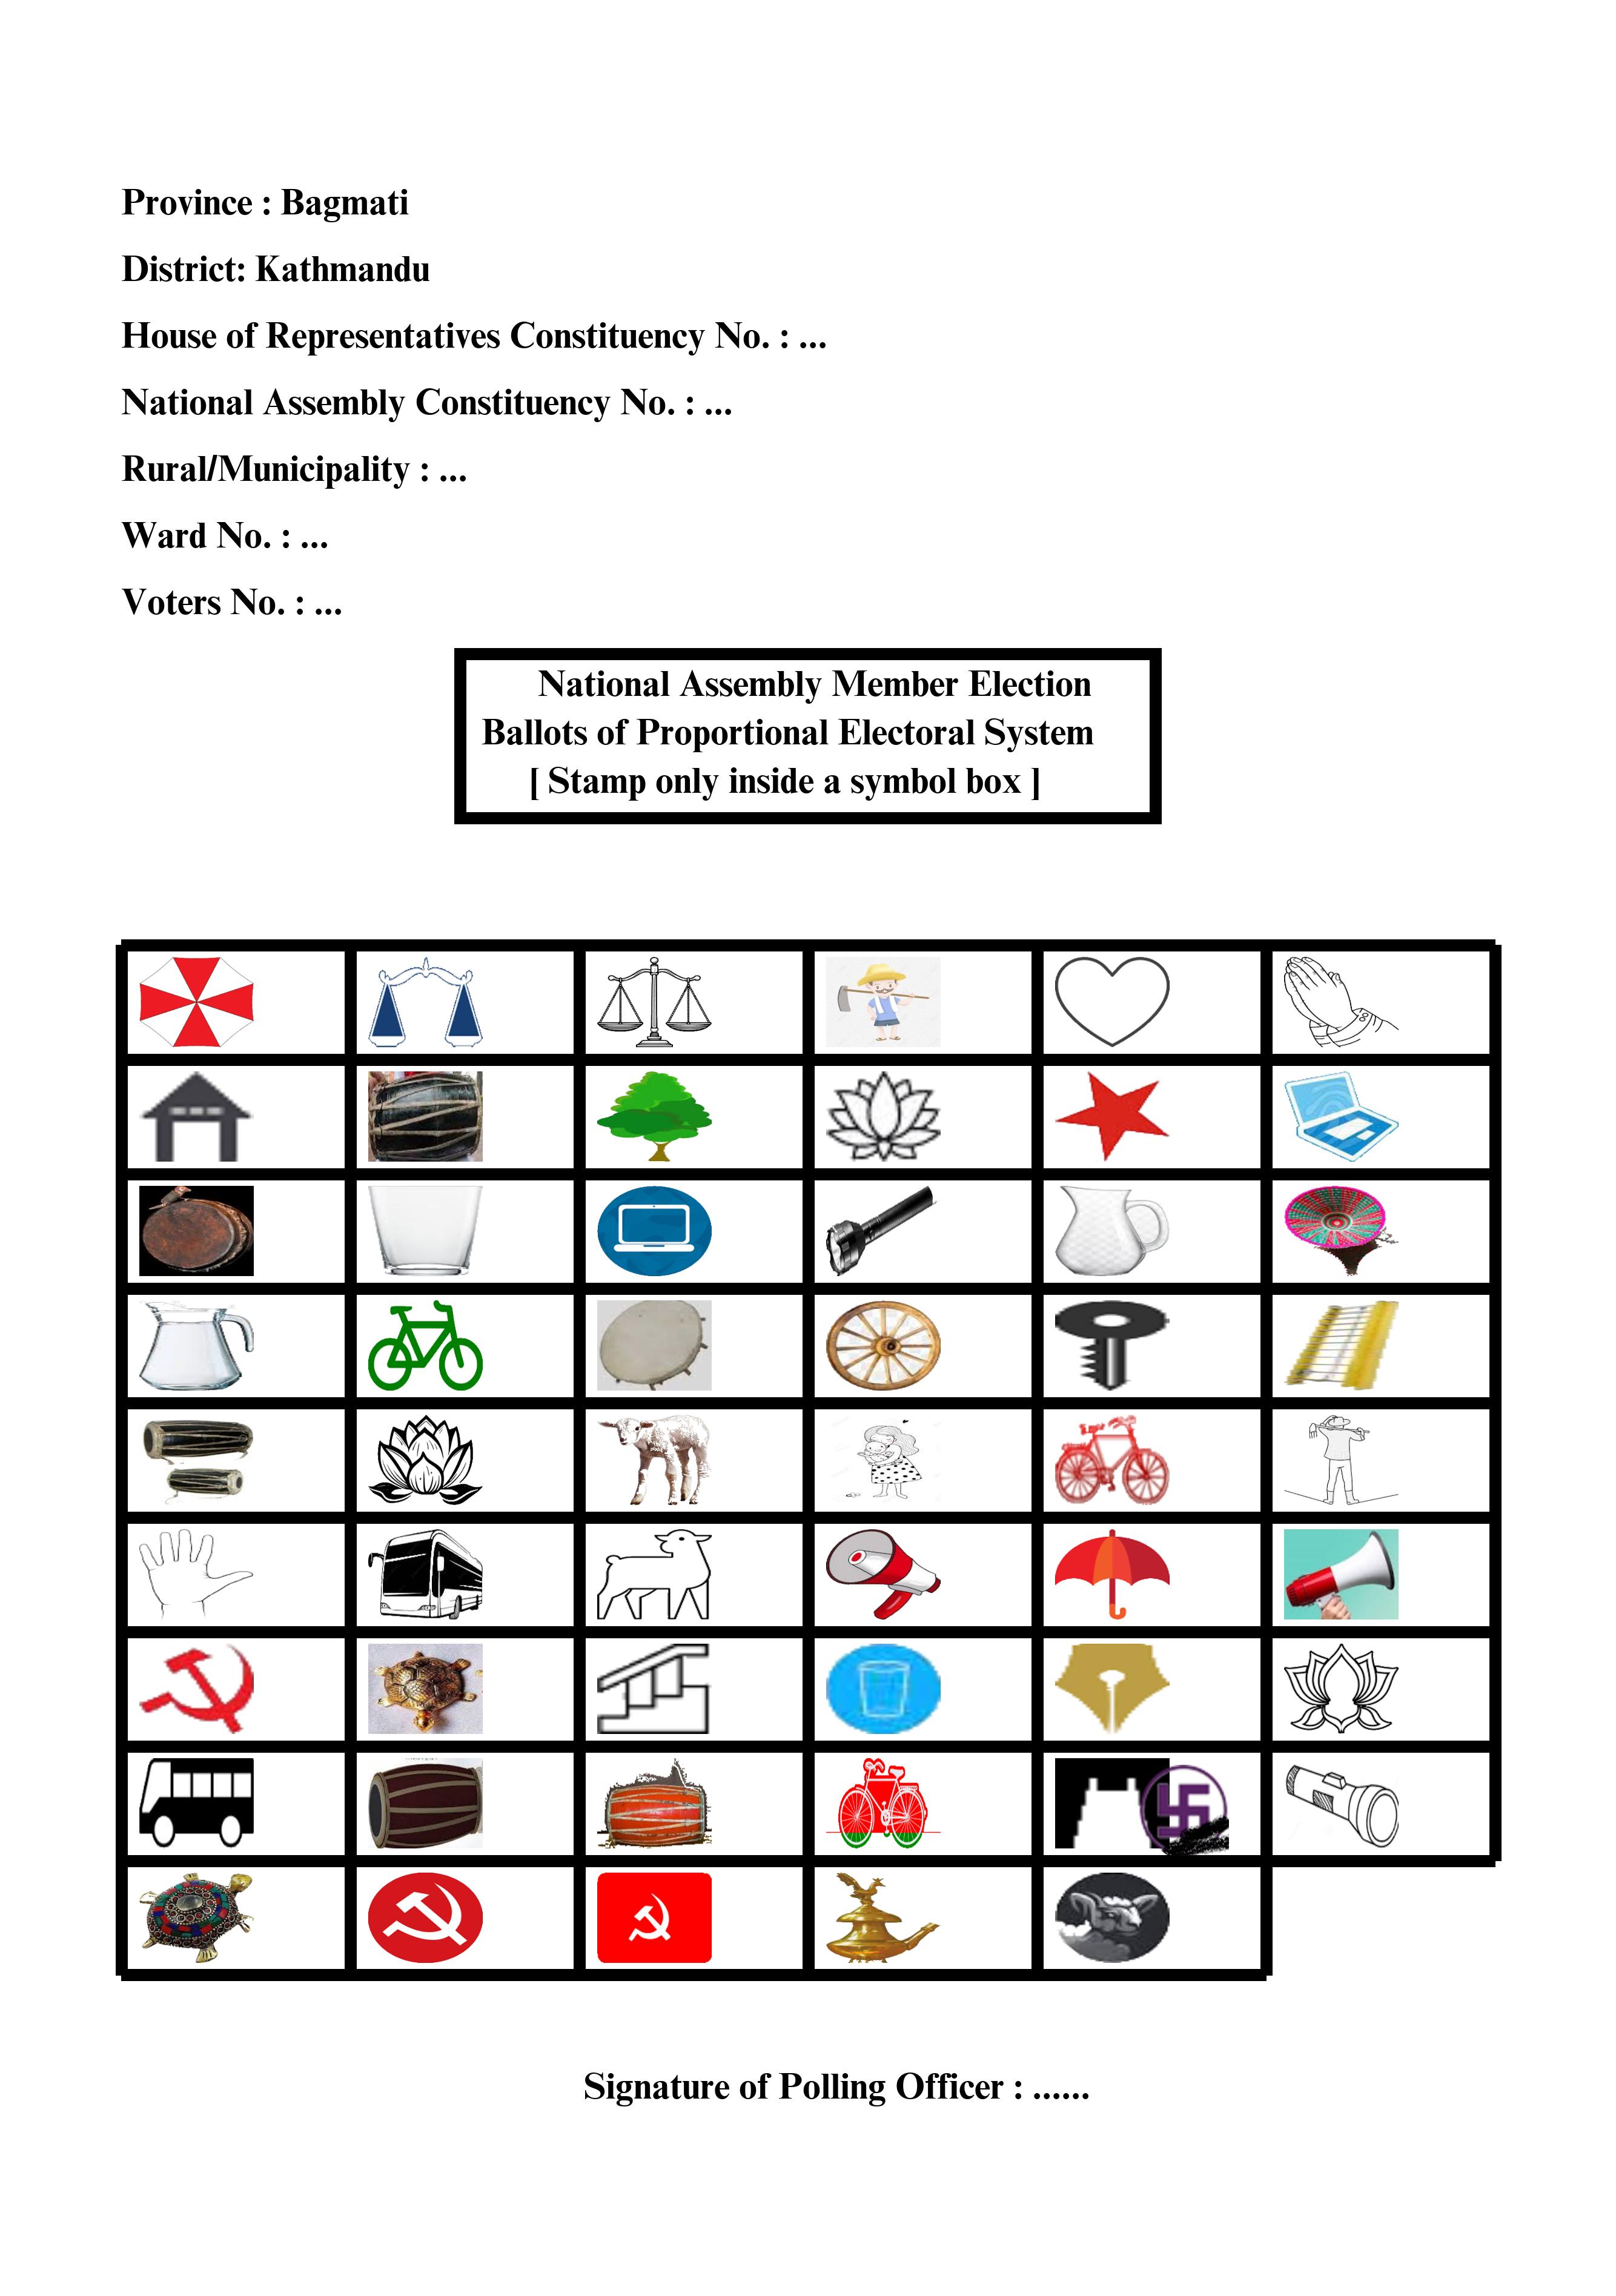 Province : Bagmati
District: Kathmandu
House of Representatives Constituency No. : ...
National Assembly Constituency No. : ...
Rural/Municipality : ...
Ward No. : ...
Voters No. : ...
National Assembly Member Election
Ballots of Proportional Electoral System
[ Stamp only inside a symbol box ]
Signature of Polling Officer : ......